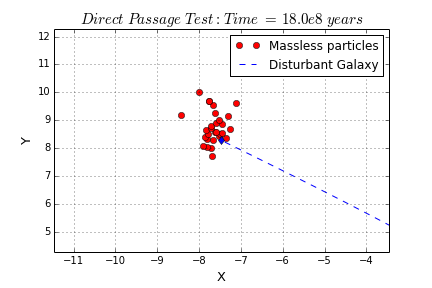 Direct Passage Test: Time = 18.0e8 years
Massless particles
Disturbant Galaxy
Y
12
11
10
9
8
7
6
5
−11 −10 −9 −8 −7 −6 −5 −4
X